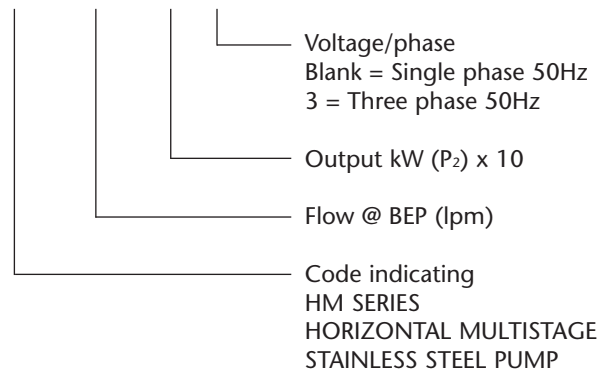 Voltage/phase
Blank = Single phase 50Hz
3 = Three phase 50Hz
Output kW (P₂) x 10
Flow @ BEP (lpm)
Code indicating
HM SERIES
HORIZONTAL MULTISTAGE
STAINLESS STEEL PUMP